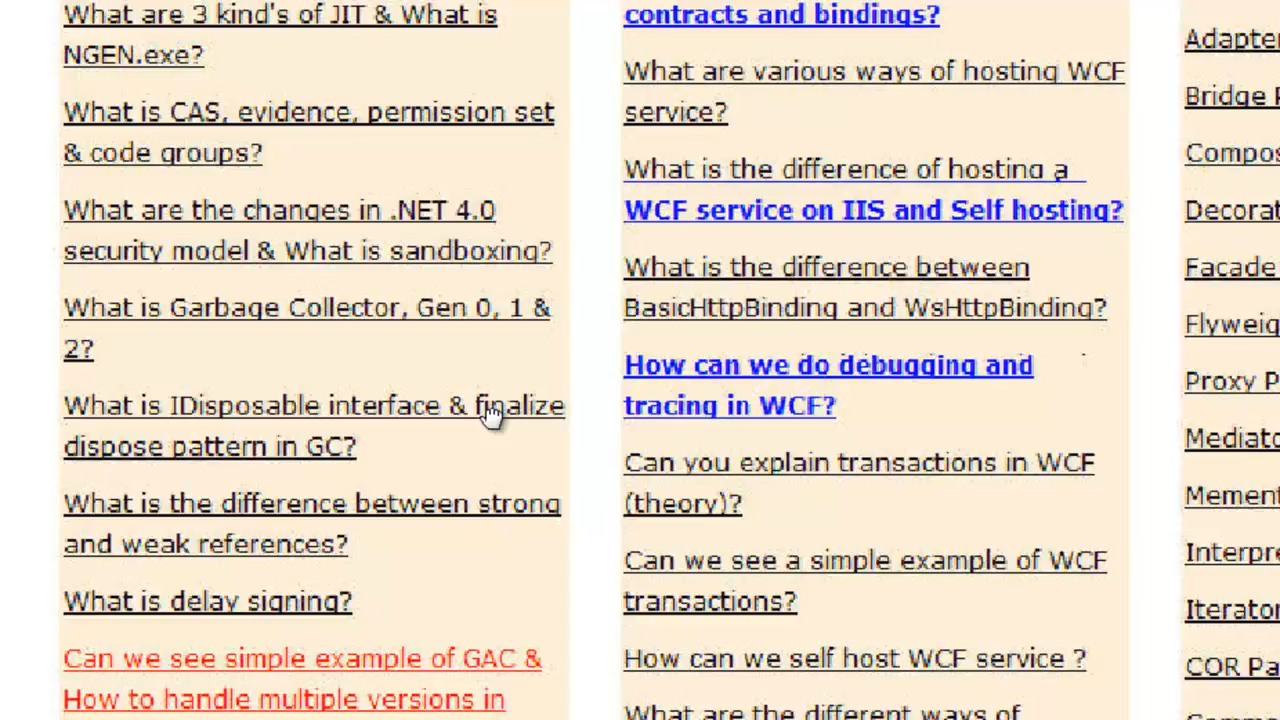 What are 3 kind's of JIT & What is
NGEN.exe?
What is CAS, evidence, permission set
& code groups?
What are the changes in .NET 4.0
security model & What is sandboxing?
What is Garbage Collector, Gen 0, 1 &
2?
What is IDisposable interface & finalize
dispose pattern in GC?
What is the difference between strong
and weak references?
What is delay signing?
Can we see simple example of GAC &
How to handle multiple versions in
contracts and bindings?
What are various ways of hosting WCF
service?
What is the difference of hosting a
WCF service on IIS and Self hosting?
What is the difference between
BasicHttpBinding and WsHttpBinding?
How can we do debugging and
tracing in WCF?
Can you explain transactions in WCF
(theory)?
Can we see a simple example of WCF
transactions?
How can we self host WCF service ?
What are the different ways of
Adapter
Bridge P
Compos
Decorat
Facade
Flyweig
Proxy P
Mediato
Mement
Interpre
Iterator
COR Pa